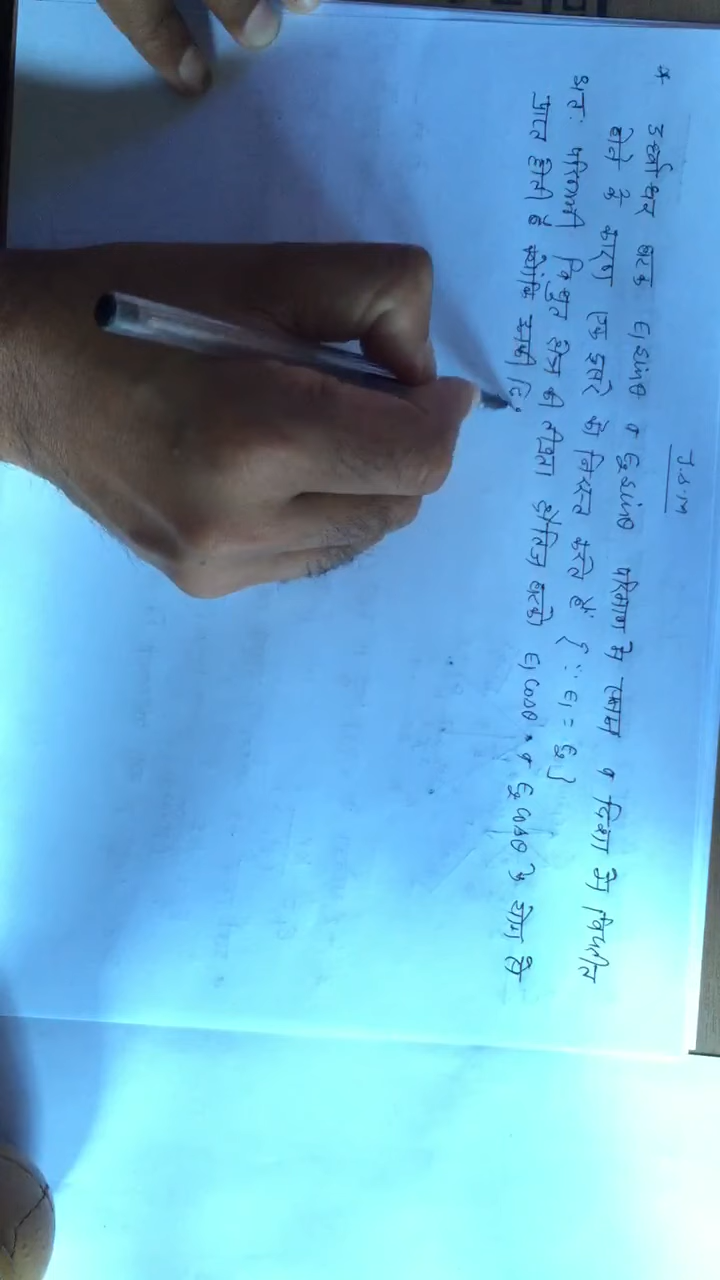 J.S.M
* उर्ध्वाधर घटक E₁sinθ व E₂sinθ परिमाण में समान व दिशा में विपरीत
होने के कारण एक दूसरे को निरस्त करते हैं { ∵ E₁ = E₂ }
अतः परिणामी विधुत क्षेत्र की तीव्रता क्षैतिज घटको E₁cosθ व E₂cosθ के योग से
प्राप्त होती है क्योंकि इनकी दि